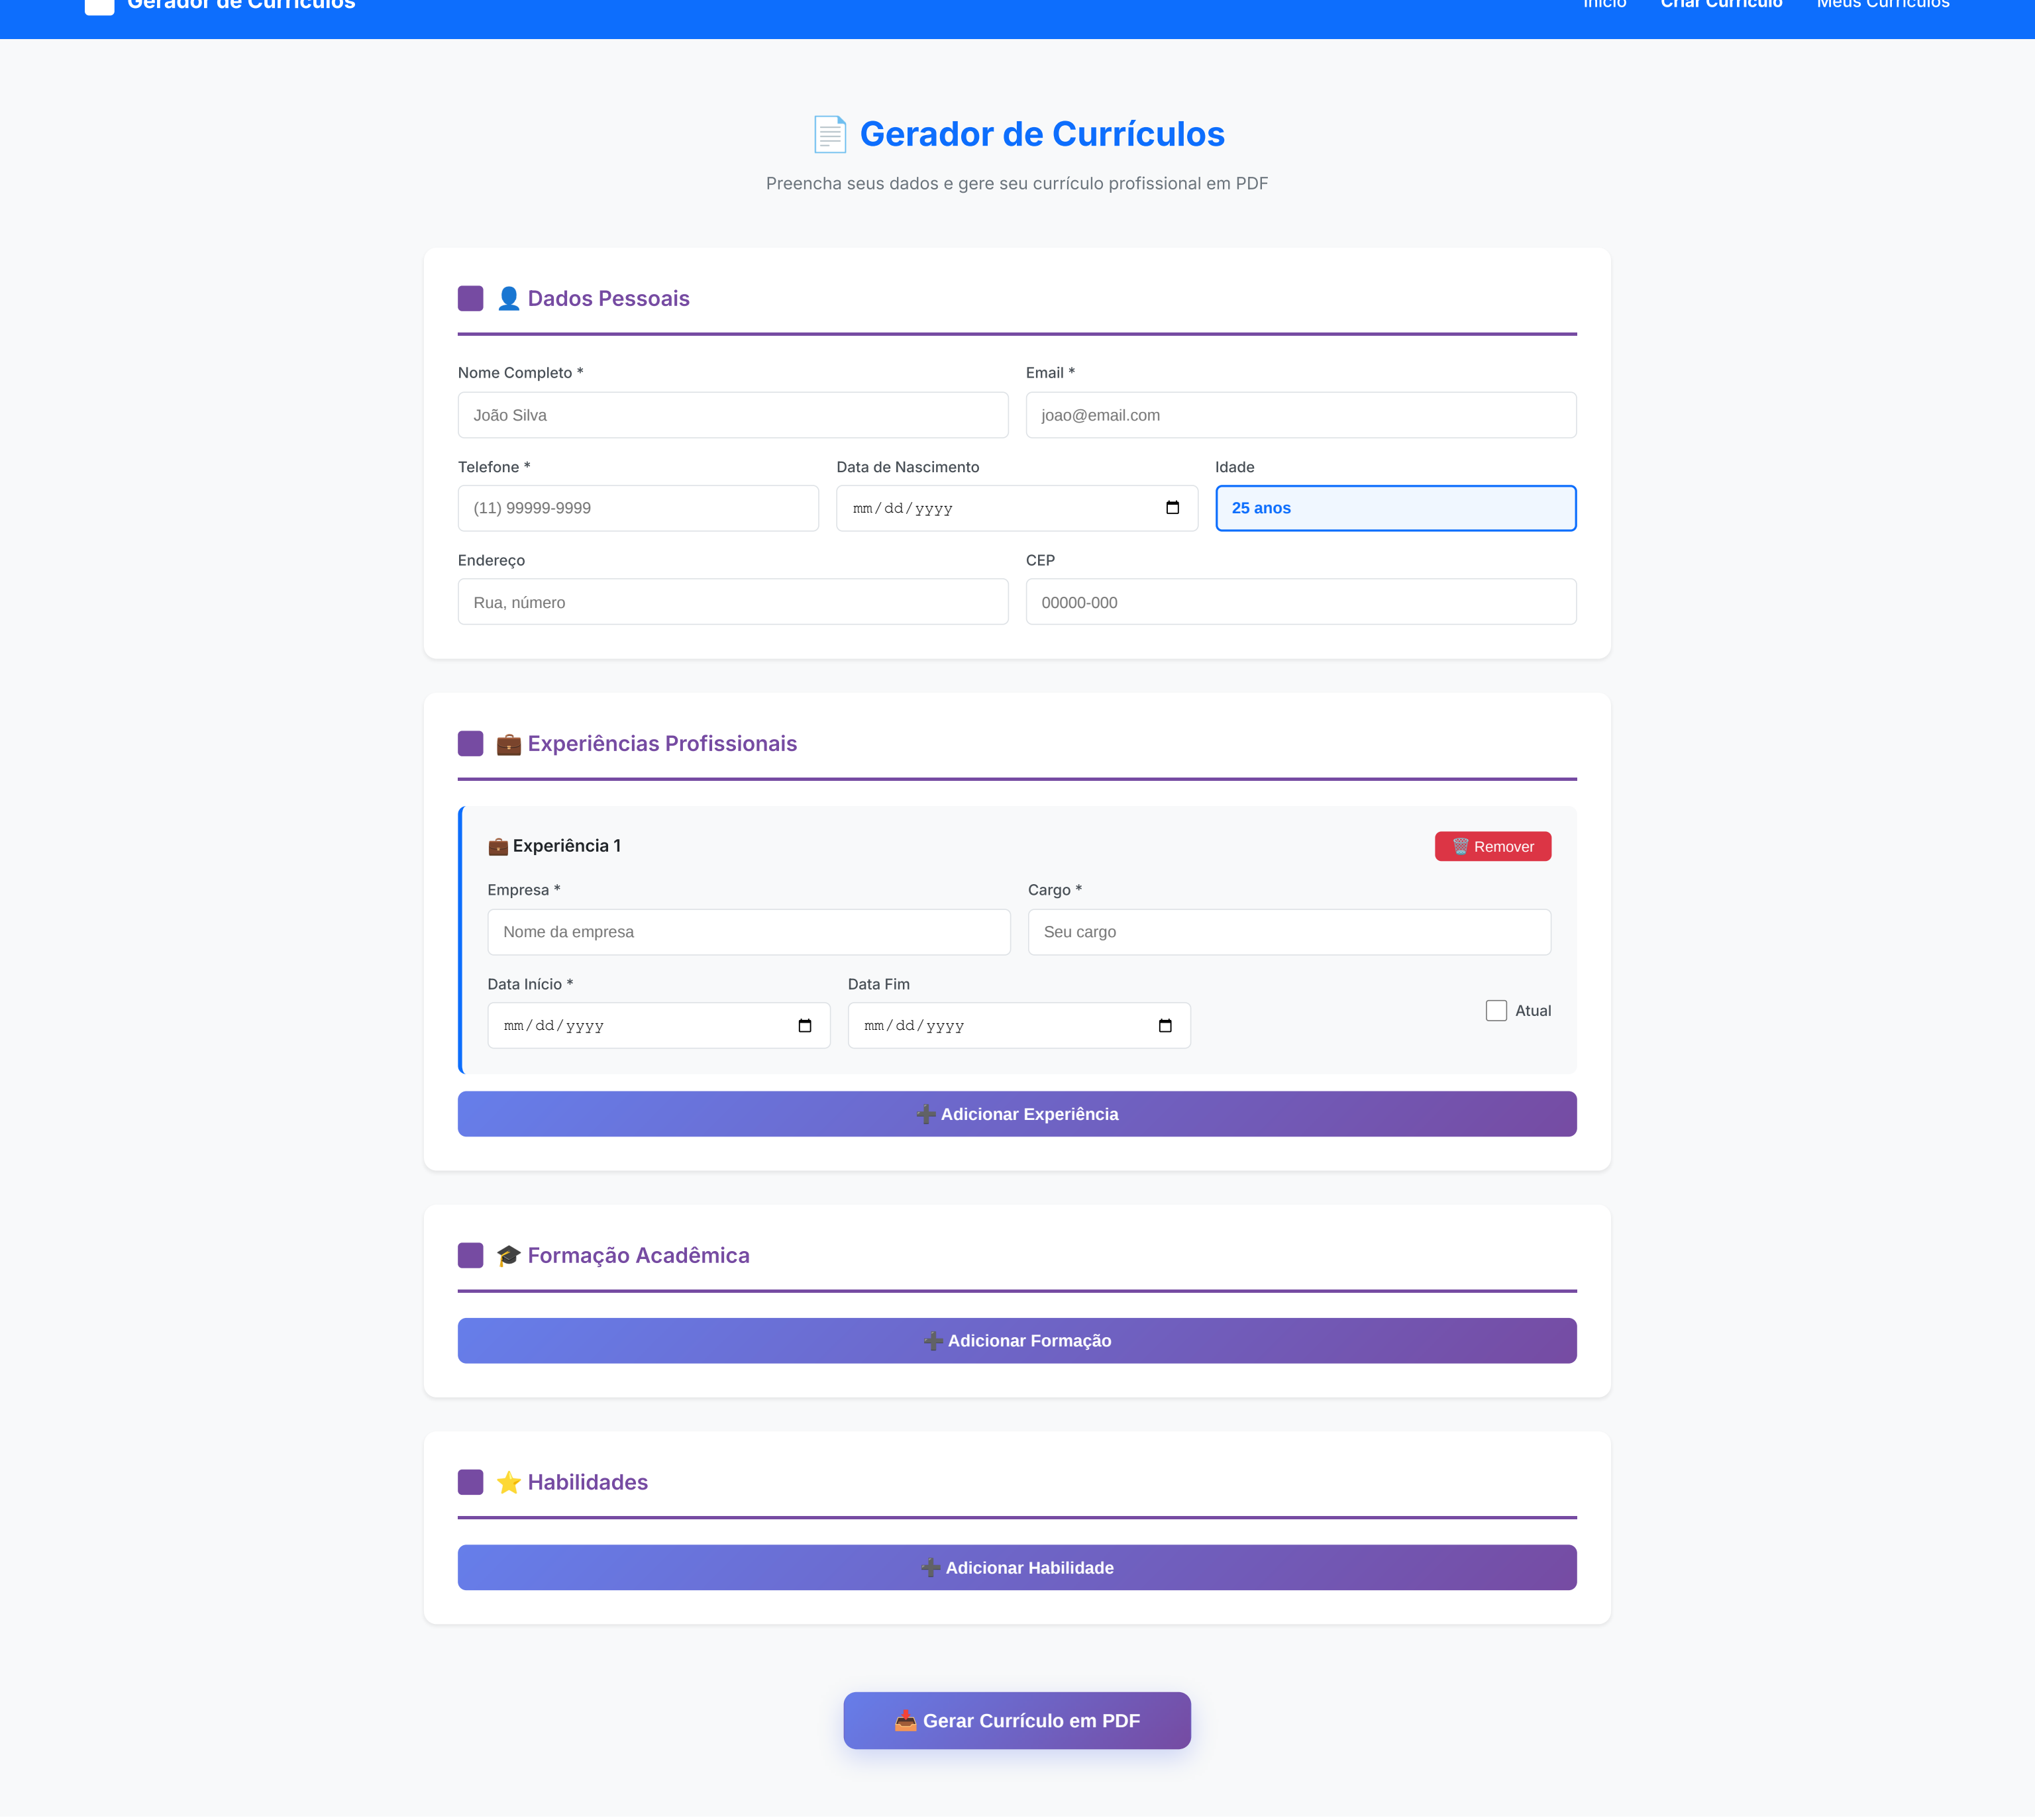 Gerador de Currículos
Início Criar Currículo Meus Currículos
Gerador de Currículos
Preencha seus dados e gere seu currículo profissional em PDF
Dados Pessoais
Nome Completo * Email *
João Silva joao@email.com
Telefone * Data de Nascimento Idade
(11) 99999-9999 mm/dd/yyyy 25 anos
Endereço CEP
Rua, número 00000-000
Experiências Profissionais
Experiência 1 Remover
Empresa * Cargo *
Nome da empresa Seu cargo
Data Início * Data Fim
mm/dd/yyyy mm/dd/yyyy Atual
Adicionar Experiência
Formação Acadêmica
Adicionar Formação
Habilidades
Adicionar Habilidade
Gerar Currículo em PDF